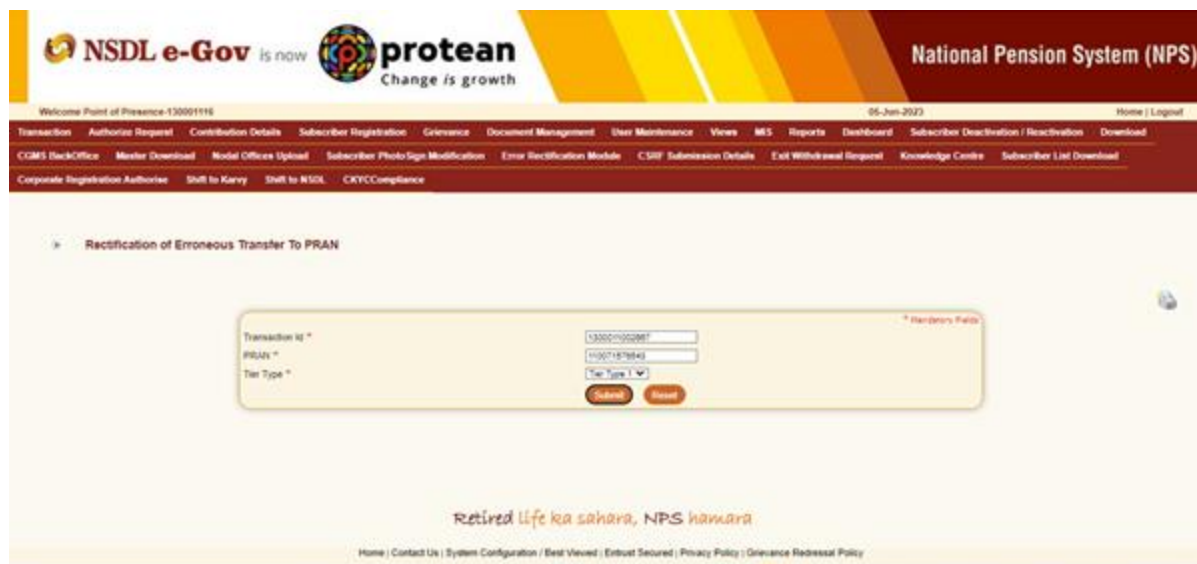 NSDL e-Gov is now protean
Change is growth
National Pension System (NPS)
Welcome Point of Presence-130001116 05-Jun-2023 Home | Logout
Transaction Authorize Request Contribution Details Subscriber Registration Grievance Document Management User Maintenance Views MIS Reports Dashboard Subscriber Deactivation / Reactivation Download
CGMS BackOffice Master Download Nodal Offices Upload Subscriber Photo Sign Modification Error Rectification Module CSRF Submission Details Exit Withdrawal Request Knowledge Centre Subscriber List Download
Corporate Registration Authorise Shift to Karvy Shift to NSDL CKYCCompliance
Rectification of Erroneous Transfer To PRAN
* Mandatory Fields
Transaction Id *
PRAN *
Tier Type * Tier Type 1
Submit Reset
Retired life ka sahara, NPS hamara
Home | Contact Us | System Configuration / Best Viewed | Entrust Secured | Privacy Policy | Grievance Redressal Policy